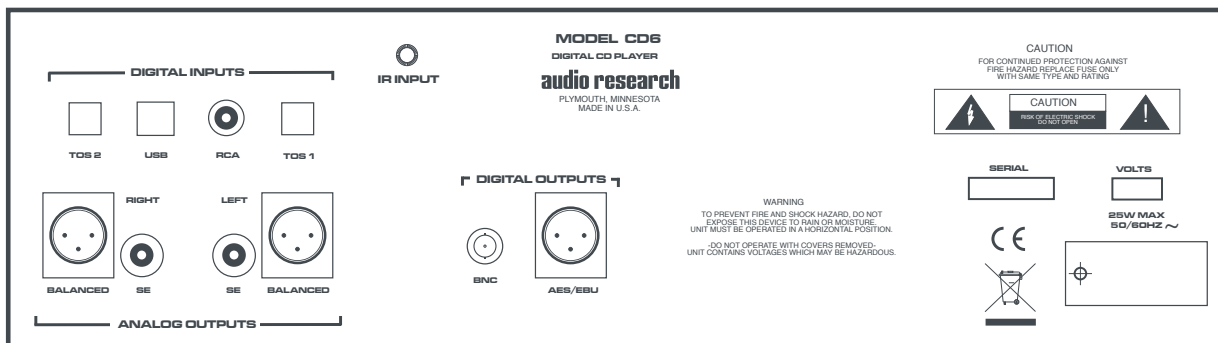 MODEL CD6
DIGITAL CD PLAYER
audio research
PLYMOUTH, MINNESOTA
MADE IN U.S.A.
IR INPUT
DIGITAL INPUTS
TOS 2
USB
RCA
TOS 1
RIGHT
LEFT
BALANCED
SE
SE
BALANCED
ANALOG OUTPUTS
DIGITAL OUTPUTS
BNC
AES/EBU
WARNING
TO PREVENT FIRE AND SHOCK HAZARD, DO NOT
EXPOSE THIS DEVICE TO RAIN OR MOISTURE.
UNIT MUST BE OPERATED IN A HORIZONTAL POSITION.
-DO NOT OPERATE WITH COVERS REMOVED-
UNIT CONTAINS VOLTAGES WHICH MAY BE HAZARDOUS.
CAUTION
FOR CONTINUED PROTECTION AGAINST
FIRE HAZARD REPLACE FUSE ONLY
WITH SAME TYPE AND RATING
CAUTION
RISK OF ELECTRIC SHOCK
DO NOT OPEN
!
SERIAL
VOLTS
25W MAX
50/60HZ ~
CE